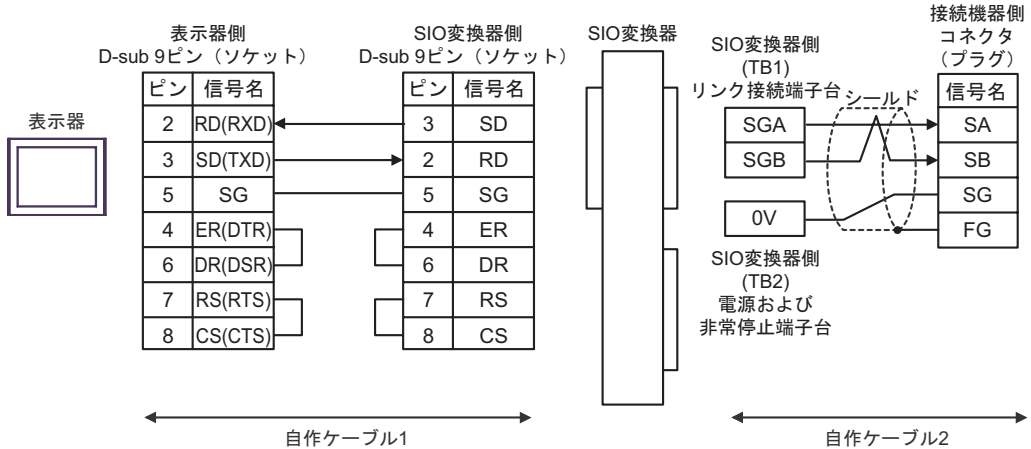 表示器側
D-sub 9ピン（ソケット）
SIO変換器側
D-sub 9ピン（ソケット）
SIO変換器
SIO変換器側
(TB1)
リンク接続端子台
接続機器側
コネクタ
（プラグ）
表示器
ピン 信号名
2 RD(RXD)
3 SD(TXD)
5 SG
4 ER(DTR)
6 DR(DSR)
7 RS(RTS)
8 CS(CTS)
ピン 信号名
3 SD
2 RD
5 SG
4 ER
6 DR
7 RS
8 CS
シールド
SGA
SGB
0V
SIO変換器側
(TB2)
電源および
非常停止端子台
信号名
SA
SB
SG
FG
自作ケーブル1
自作ケーブル2